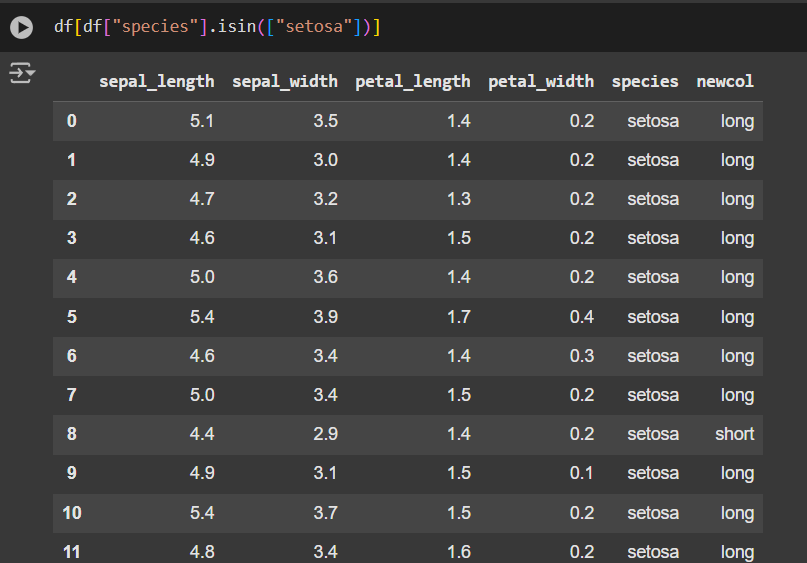 df[df["species"].isin(["setosa"])]
sepal_length sepal_width petal_length petal_width species newcol
0 5.1 3.5 1.4 0.2 setosa long
1 4.9 3.0 1.4 0.2 setosa long
2 4.7 3.2 1.3 0.2 setosa long
3 4.6 3.1 1.5 0.2 setosa long
4 5.0 3.6 1.4 0.2 setosa long
5 5.4 3.9 1.7 0.4 setosa long
6 4.6 3.4 1.4 0.3 setosa long
7 5.0 3.4 1.5 0.2 setosa long
8 4.4 2.9 1.4 0.2 setosa short
9 4.9 3.1 1.5 0.1 setosa long
10 5.4 3.7 1.5 0.2 setosa long
11 4.8 3.4 1.6 0.2 setosa long